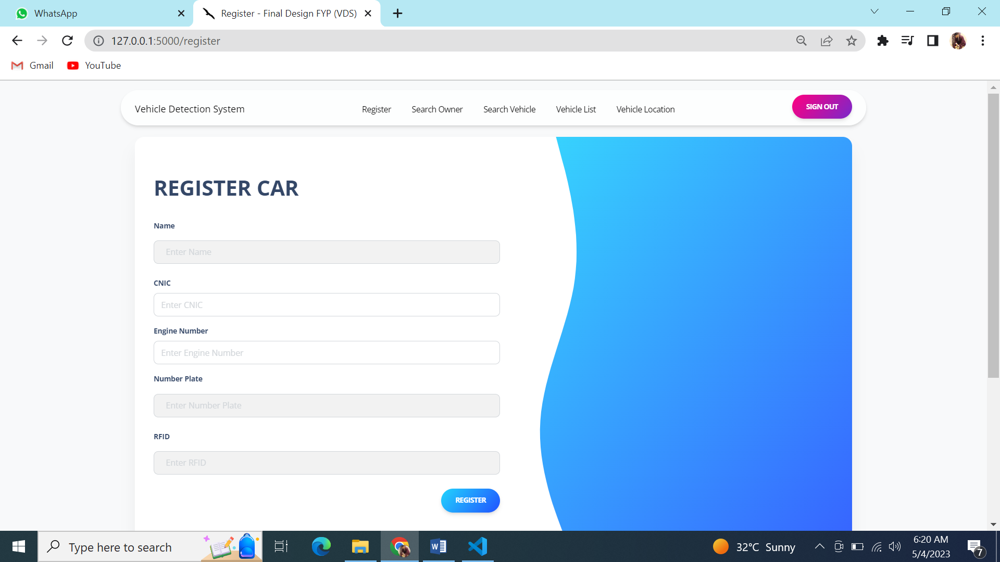 WhatsApp
Register - Final Design FYP (VDS)
127.0.0.1:5000/register
Gmail
YouTube
Vehicle Detection System
Register
Search Owner
Search Vehicle
Vehicle List
Vehicle Location
SIGN OUT
REGISTER CAR
Name
Enter Name
CNIC
Enter CNIC
Engine Number
Enter Engine Number
Number Plate
Enter Number Plate
RFID
Enter RFID
REGISTER
Type here to search
W
32°C Sunny
6:20 AM
5/4/2023
7